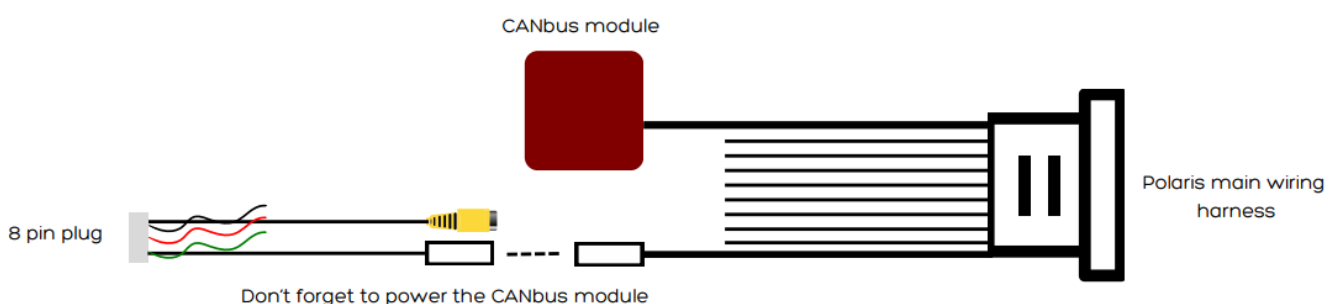 CANbus module
Polaris main wiring
harness
8 pin plug
Don't forget to power the CANbus module